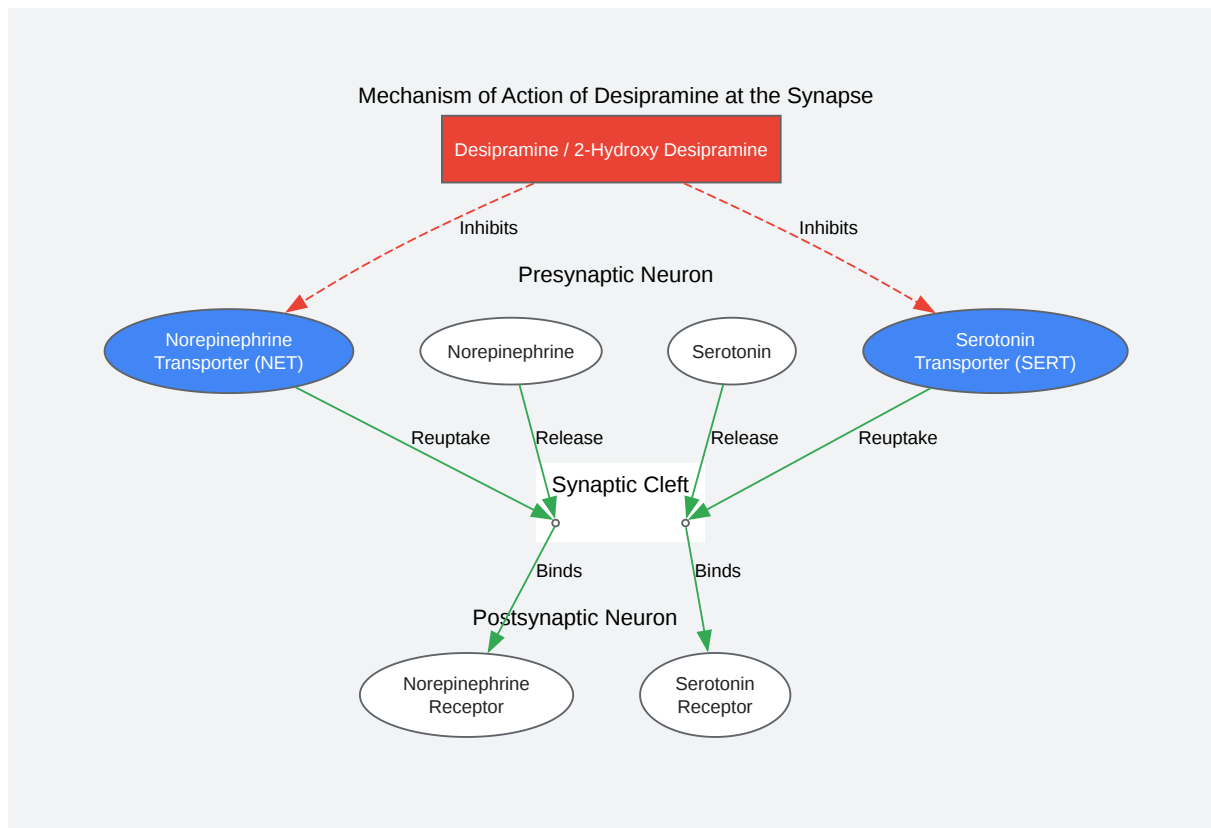 Mechanism of Action of Desipramine at the Synapse
Desipramine / 2-Hydroxy Desipramine
Inhibits
Inhibits
Presynaptic Neuron
Norepinephrine
Transporter (NET)
Norepinephrine
Serotonin
Serotonin
Transporter (SERT)
Reuptake
Release
Release
Reuptake
Synaptic Cleft
Binds
Binds
Postsynaptic Neuron
Norepinephrine
Receptor
Serotonin
Receptor